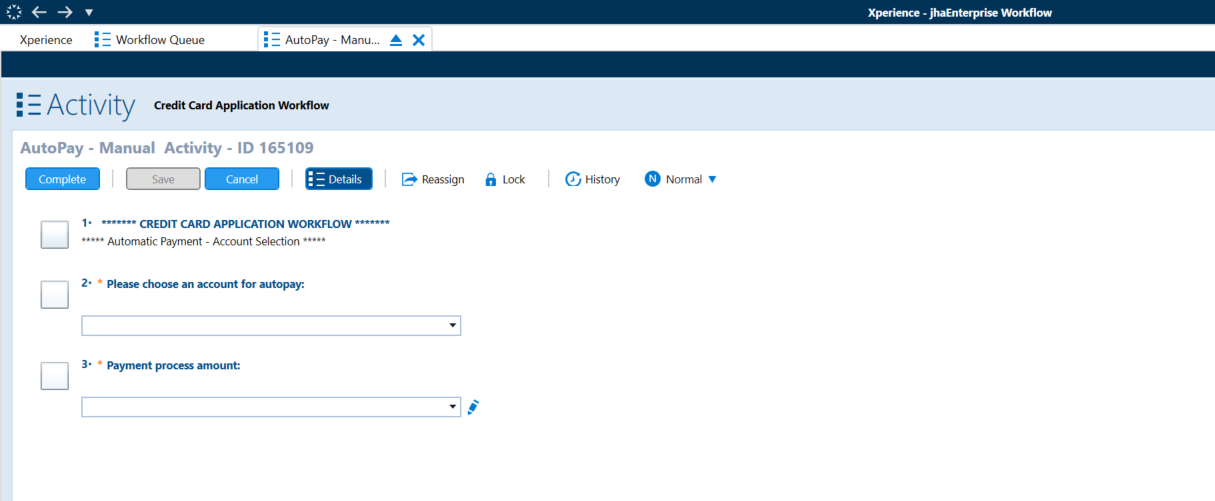 Xperience - jhaEnterprise Workflow
Xperience Workflow Queue AutoPay - Manu...
Activity Credit Card Application Workflow
AutoPay - Manual Activity - ID 165109
Complete Save Cancel Details Reassign Lock History N Normal
1• ******* CREDIT CARD APPLICATION WORKFLOW *******
***** Automatic Payment - Account Selection *****
2• * Please choose an account for autopay:
3• * Payment process amount: